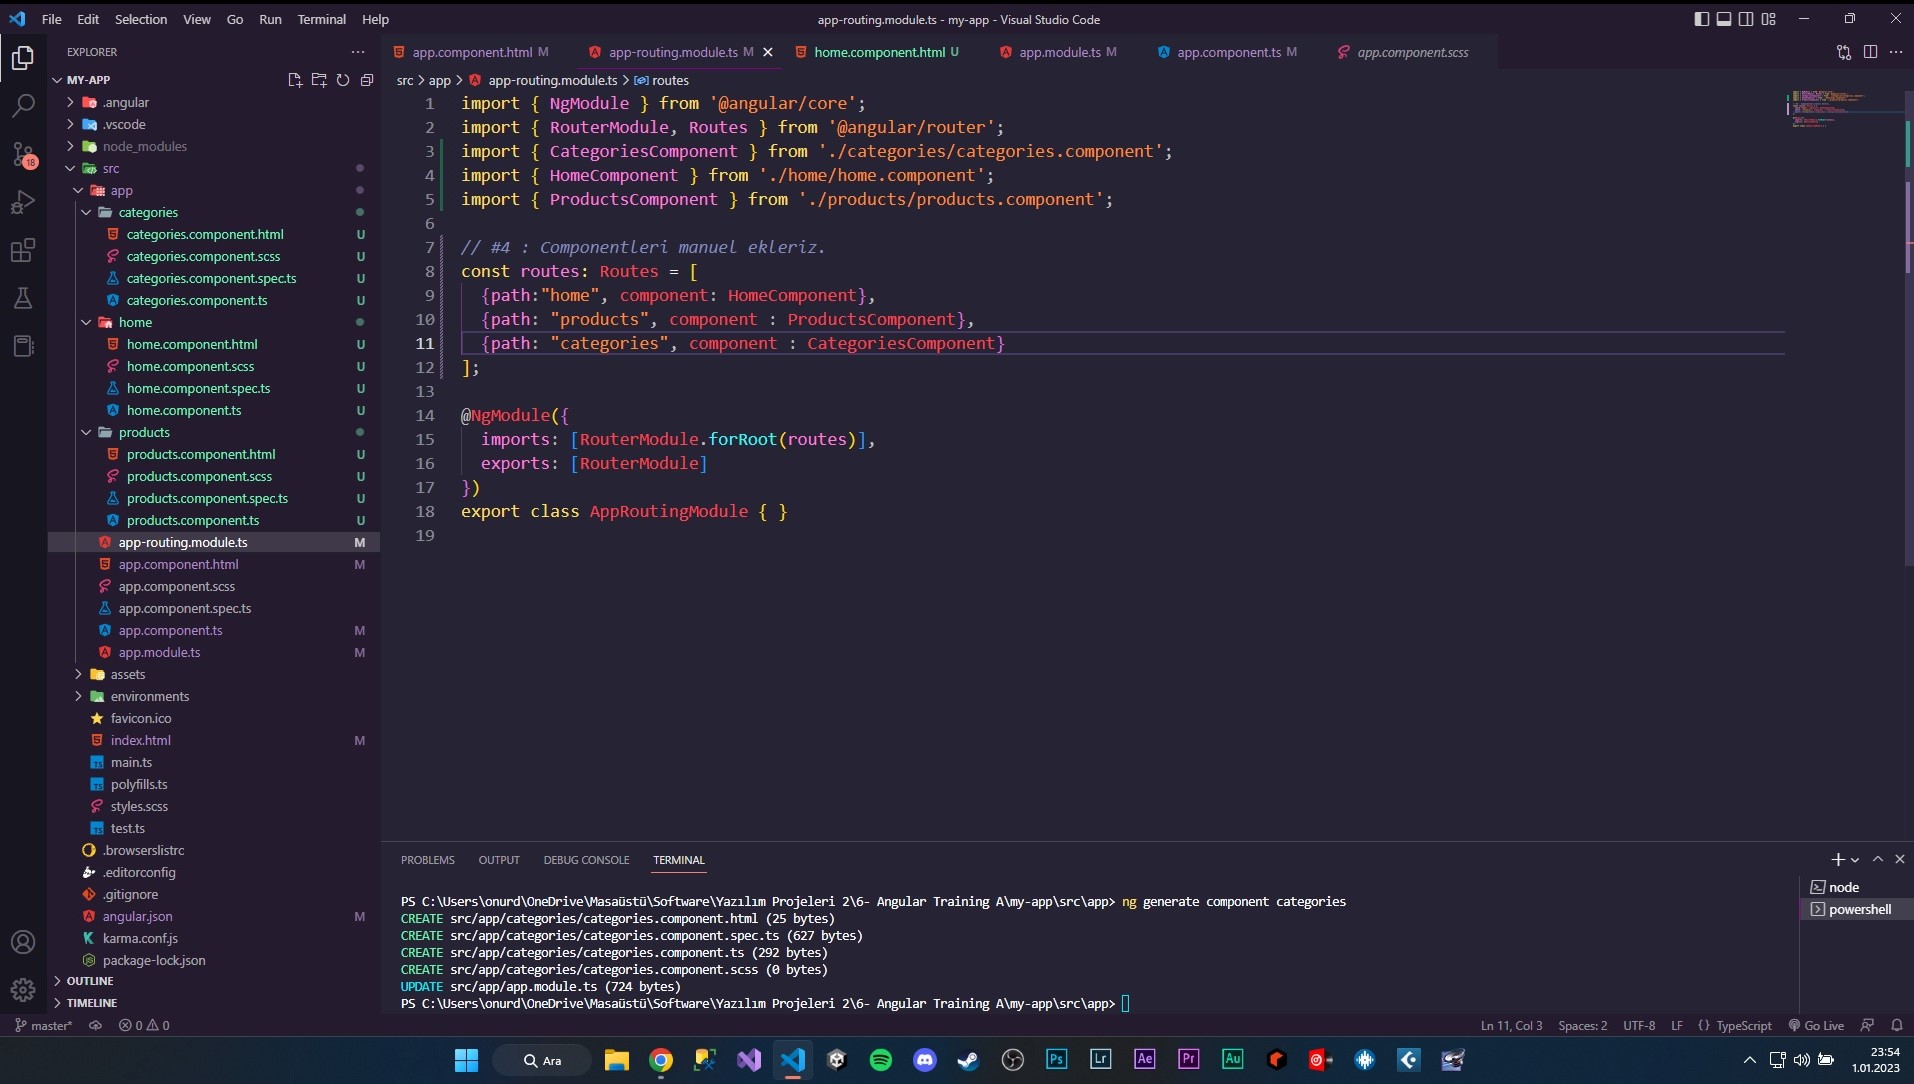 File Edit Selection View Go Run Terminal Help
app-routing.module.ts - my-app - Visual Studio Code
EXPLORER
app.component.html M
app-routing.module.ts M
home.component.html U
app.module.ts M
app.component.ts M
app.component.scss
MY-APP
src > app > app-routing.module.ts > routes
.angular
.vscode
node_modules
src
app
categories
categories.component.html U
categories.component.scss U
categories.component.spec.ts U
categories.component.ts U
home
home.component.html U
home.component.scss U
home.component.spec.ts U
home.component.ts U
products
products.component.html U
products.component.scss U
products.component.spec.ts U
products.component.ts U
app-routing.module.ts M
app.component.html M
app.component.scss
app.component.spec.ts
app.component.ts M
app.module.ts M
assets
environments
favicon.ico
index.html M
main.ts
polyfills.ts
styles.scss
test.ts
.browserslistrc
.editorconfig
.gitignore
angular.json M
karma.conf.js
package-lock.json
OUTLINE
TIMELINE
18
1 import { NgModule } from '@angular/core';
2 import { RouterModule, Routes } from '@angular/router';
3 import { CategoriesComponent } from './categories/categories.component';
4 import { HomeComponent } from './home/home.component';
5 import { ProductsComponent } from './products/products.component';
6
7 // #4 : Componentleri manuel ekleriz.
8 const routes: Routes = [
9 {path:"home", component: HomeComponent},
10 {path: "products", component : ProductsComponent},
11 {path: "categories", component : CategoriesComponent}
12 ];
13
14 @NgModule({
15 imports: [RouterModule.forRoot(routes)],
16 exports: [RouterModule]
17 })
18 export class AppRoutingModule { }
19
PROBLEMS OUTPUT DEBUG CONSOLE TERMINAL
PS C:\Users\onurd\OneDrive\Masaüstü\Software\Yazılım Projeleri 2\6- Angular Training A\my-app\src\app> ng generate component categories
CREATE src/app/categories/categories.component.html (25 bytes)
CREATE src/app/categories/categories.component.spec.ts (627 bytes)
CREATE src/app/categories/categories.component.ts (292 bytes)
CREATE src/app/categories/categories.component.scss (0 bytes)
UPDATE src/app/app.module.ts (724 bytes)
PS C:\Users\onurd\OneDrive\Masaüstü\Software\Yazılım Projeleri 2\6- Angular Training A\my-app\src\app>
node
powershell
master* 0 0
Ln 11, Col 3 Spaces: 2 UTF-8 LF {} TypeScript Go Live
Ara
Ps Lr Ae Pr Au
23:54
1.01.2023